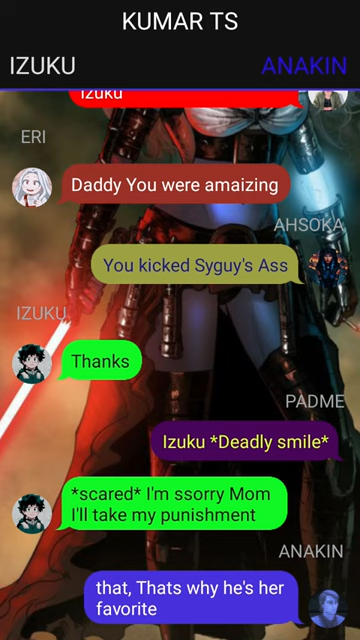 KUMAR TS
IZUKU
ANAKIN
Izuku
ERI
Daddy You were amaizing
AHSOKA
You kicked Syguy's Ass
IZUKU
Thanks
PADME
Izuku *Deadly smile*
*scared* I'm ssorry Mom
I'll take my punishment
ANAKIN
that, Thats why he's her
favorite